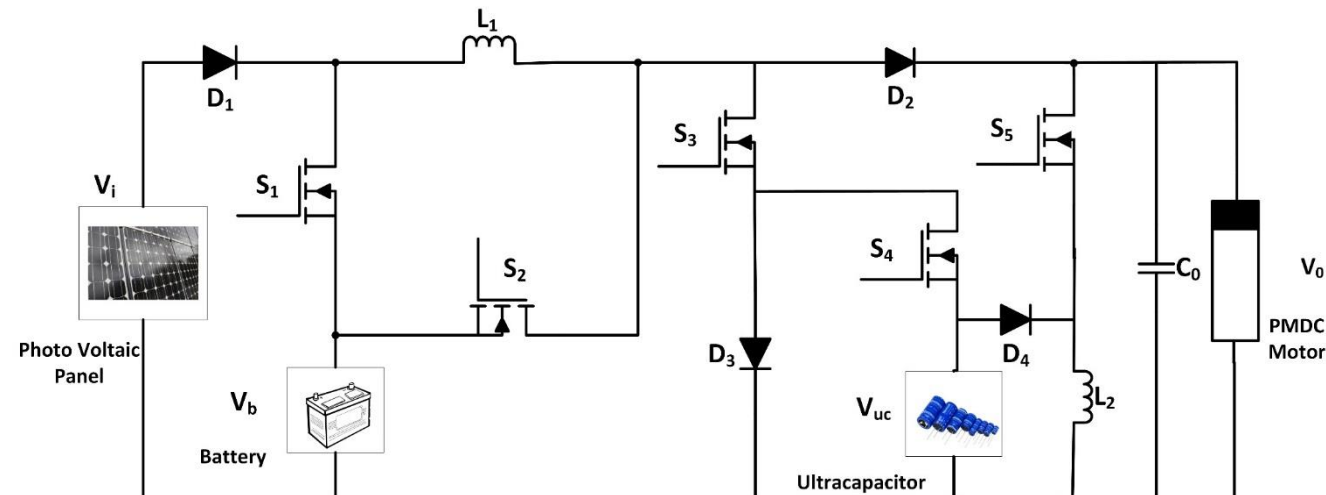 L1
D1
D2
S3
S5
Vi
S1
S4
S2
C0
V0
PMDC
Motor
Photo Voltaic
Panel
D3
D4
Vb
Vuc
L2
Battery
Ultracapacitor